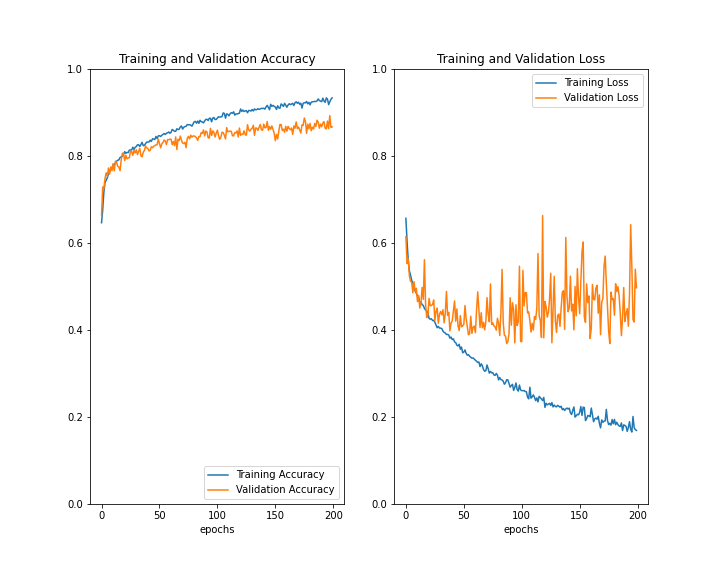 Training and Validation Accuracy
1.0
0.8
0.6
0.4
0.2
0.0
0 50 100 150 200
epochs
Training Accuracy
Validation Accuracy
Training and Validation Loss
1.0
0.8
0.6
0.4
0.2
0.0
0 50 100 150 200
epochs
Training Loss
Validation Loss